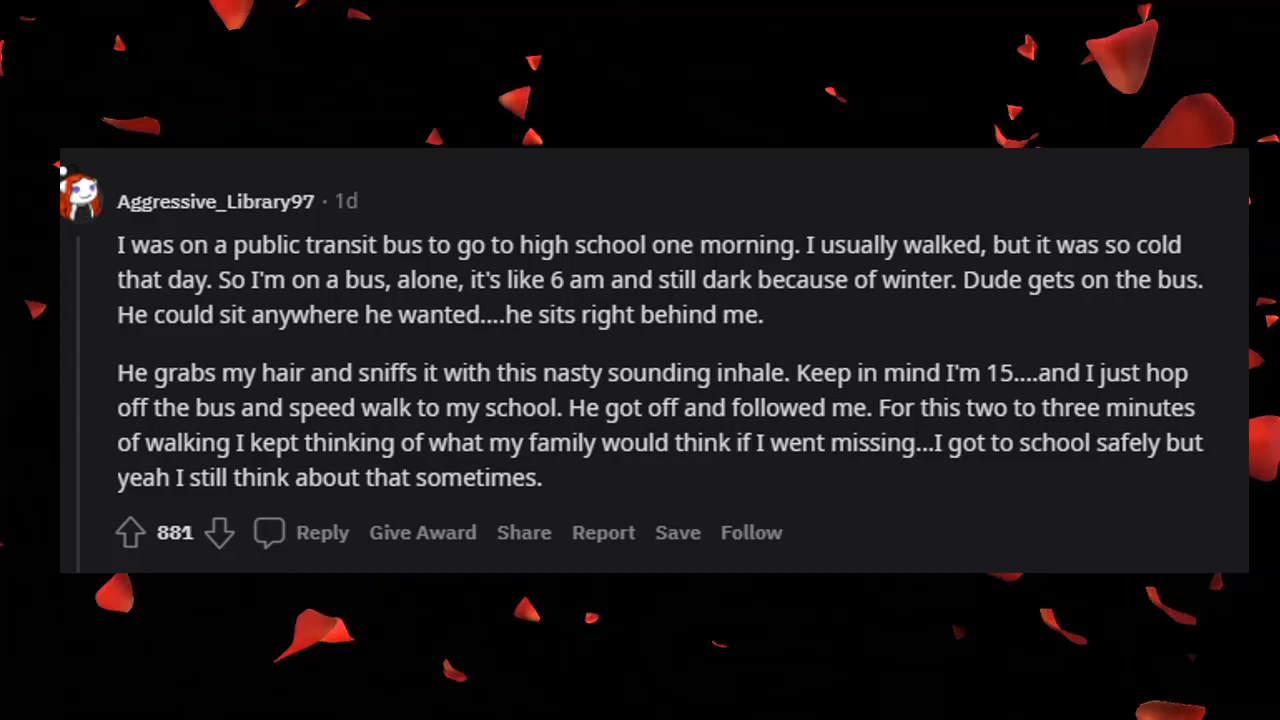 Aggressive_Library97 · 1d
I was on a public transit bus to go to high school one morning. I usually walked, but it was so cold
that day. So I'm on a bus, alone, it's like 6 am and still dark because of winter. Dude gets on the bus.
He could sit anywhere he wanted....he sits right behind me.
He grabs my hair and sniffs it with this nasty sounding inhale. Keep in mind I'm 15....and I just hop
off the bus and speed walk to my school. He got off and followed me. For this two to three minutes
of walking I kept thinking of what my family would think if I went missing...I got to school safely but
yeah I still think about that sometimes.
881 Reply Give Award Share Report Save Follow